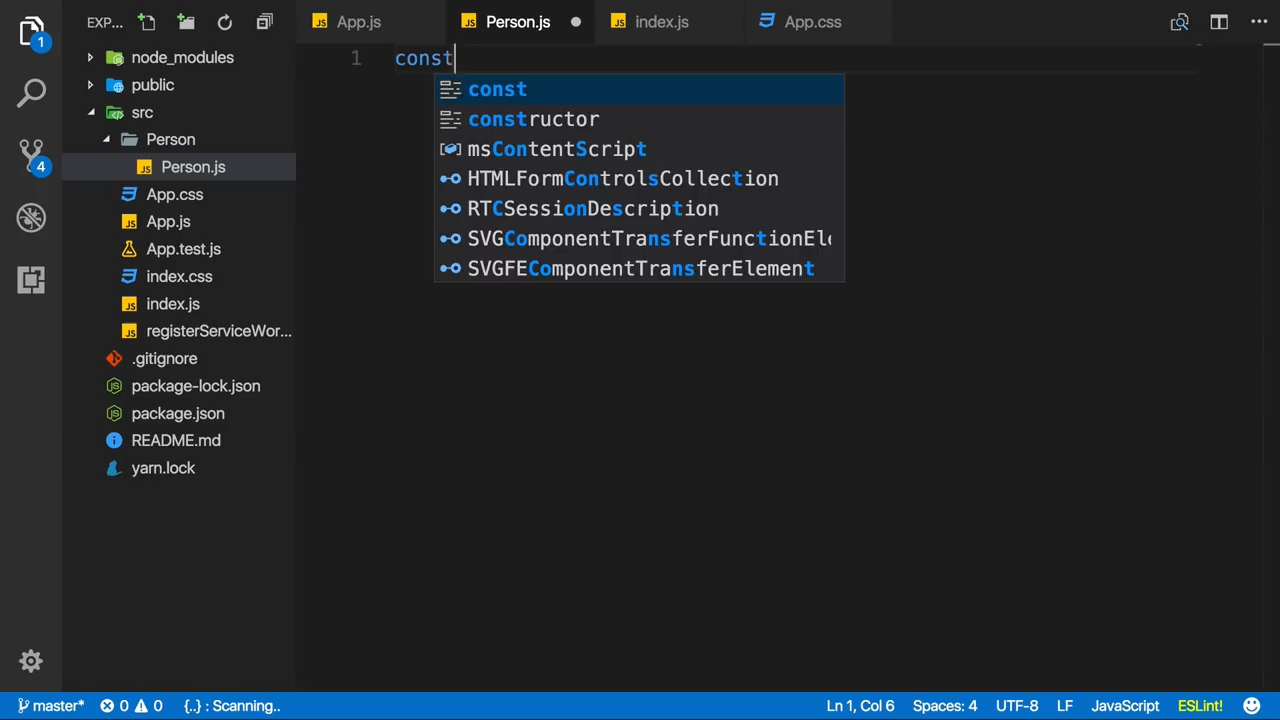 1
4
EXP...
node_modules
public
src
Person
Person.js
App.css
App.js
App.test.js
index.css
index.js
registerServiceWor...
.gitignore
package-lock.json
package.json
README.md
yarn.lock
App.js
Person.js
index.js
App.css
1 const
const
constructor
msContentScript
HTMLFormControlsCollection
RTCSessionDescription
SVGComponentTransferFunctionEle
SVGFEComponentTransferElement
master* 0 0 {..} : Scanning.. Ln 1, Col 6 Spaces: 4 UTF-8 LF JavaScript ESLint!